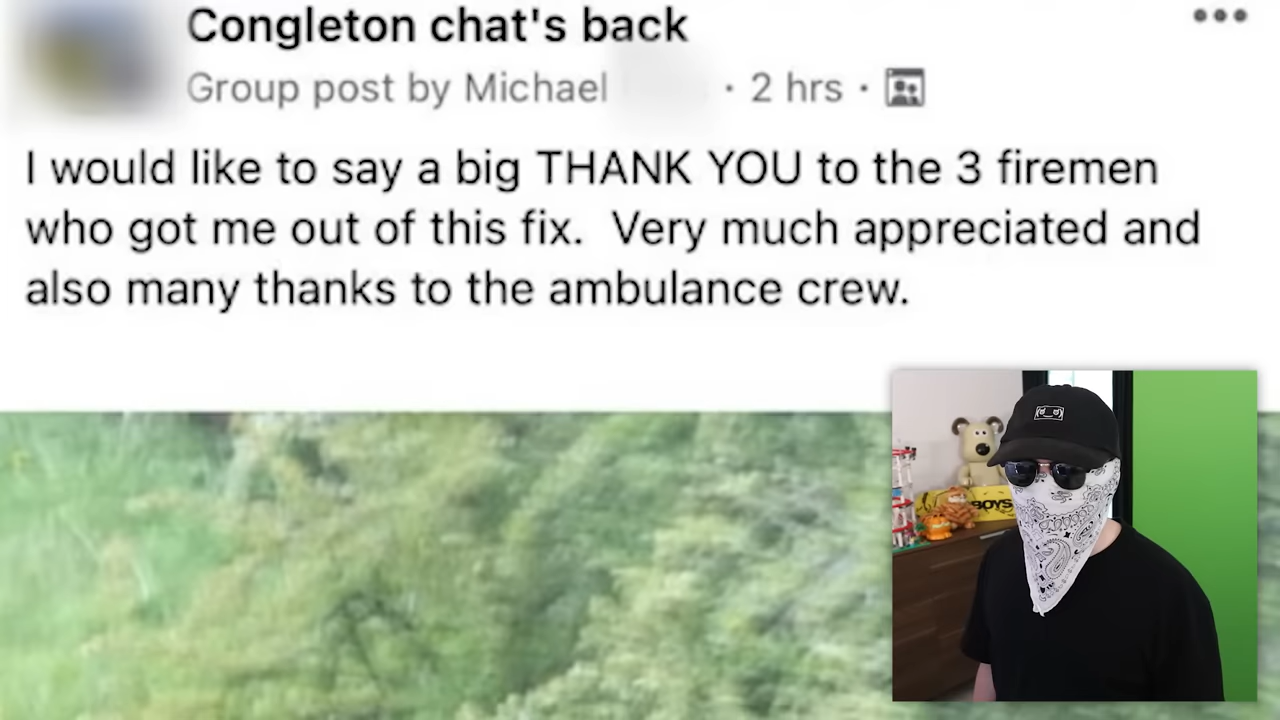 Congleton chat's back
Group post by Michael · 2 hrs ·
I would like to say a big THANK YOU to the 3 firemen
who got me out of this fix. Very much appreciated and
also many thanks to the ambulance crew.
BOYS